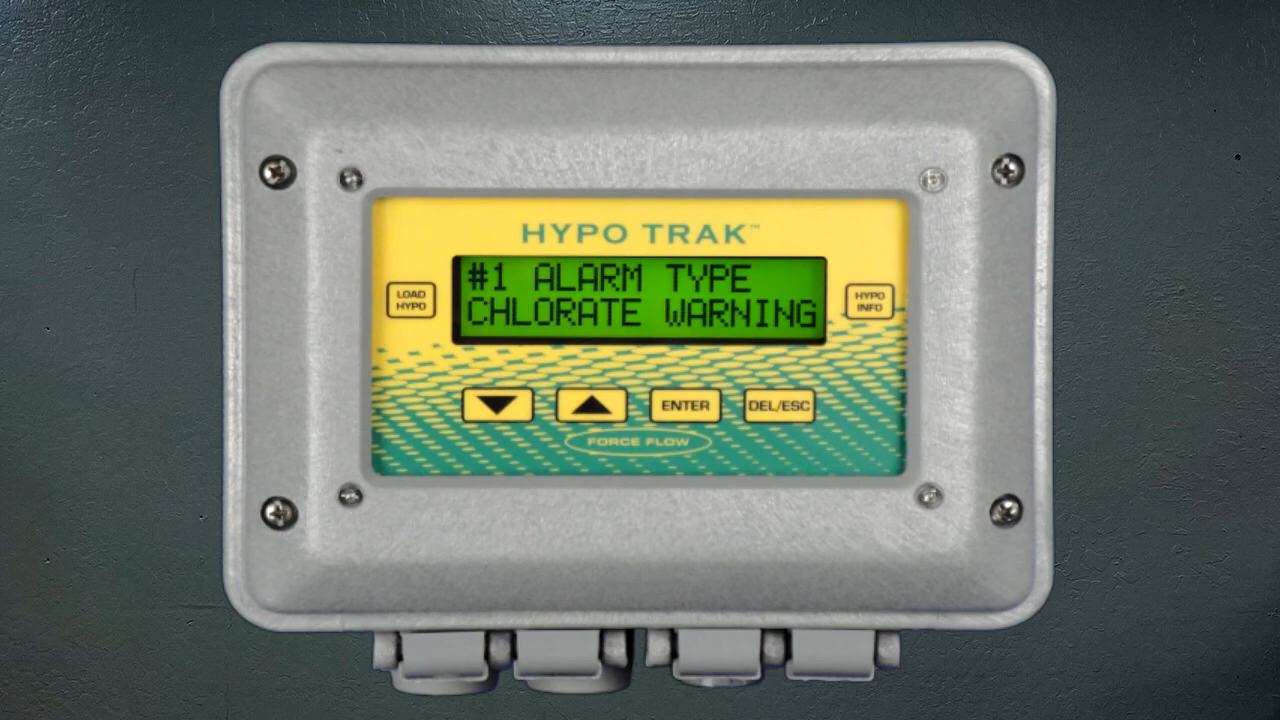 HYPO TRAK™
#1 ALARM TYPE
CHLORATE WARNING
LOAD
HYPO
HYPO
INFO
ENTER
DEL/ESC
FORCE FLOW